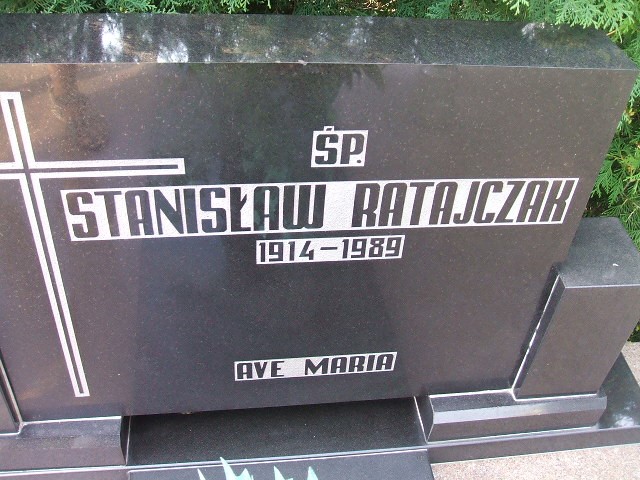 ŚP.
STANISŁAW RATAJCZAK
1914-1989
AVE MARIA